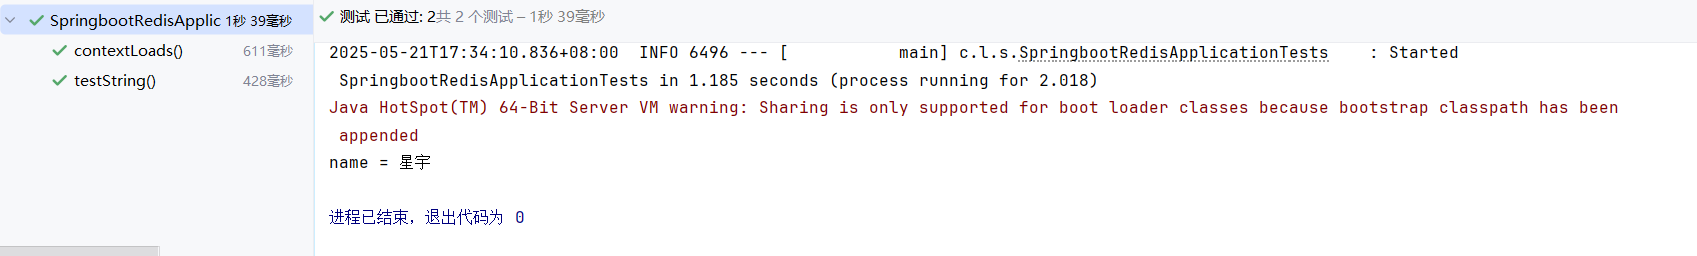 SpringbootRedisApplic 1秒 39毫秒
contextLoads() 611毫秒
testString() 428毫秒
测试 已通过: 2共 2 个测试 – 1秒 39毫秒
2025-05-21T17:34:10.836+08:00  INFO 6496 --- [           main] c.l.s.SpringbootRedisApplicationTests    : Started
 SpringbootRedisApplicationTests in 1.185 seconds (process running for 2.018)
Java HotSpot(TM) 64-Bit Server VM warning: Sharing is only supported for boot loader classes because bootstrap classpath has been
 appended
name = 星宇
进程已结束，退出代码为 0